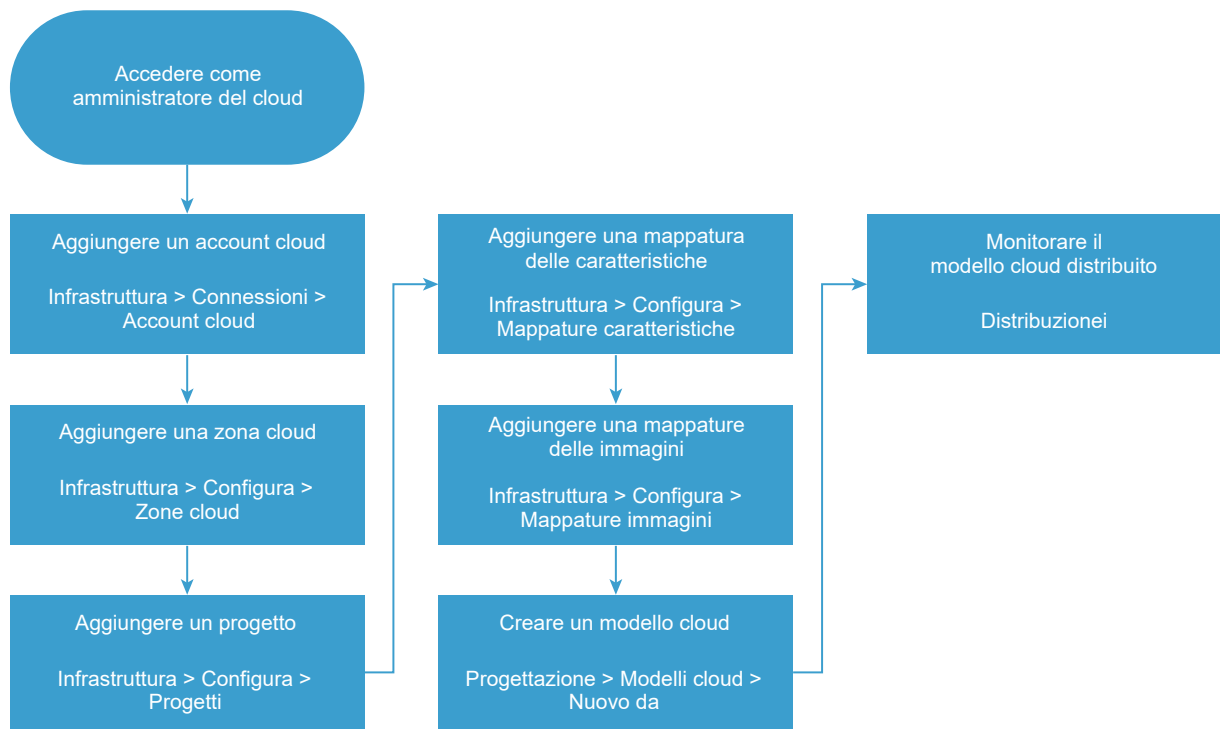 Accedere come
amministratore del cloud
Aggiungere un account cloud
Infrastruttura > Connessioni >
Account cloud
Aggiungere una zona cloud
Infrastruttura > Configura >
Zone cloud
Aggiungere un progetto
Infrastruttura > Configura >
Progetti
Aggiungere una mappatura
delle caratteristiche
Infrastruttura > Configura >
Mappature caratteristiche
Aggiungere una mappature
delle immagini
Infrastruttura > Configura >
Mappature immagini
Creare un modello cloud
Progettazione > Modelli cloud >
Nuovo da
Monitorare il
modello cloud distribuito
Distribuzionei